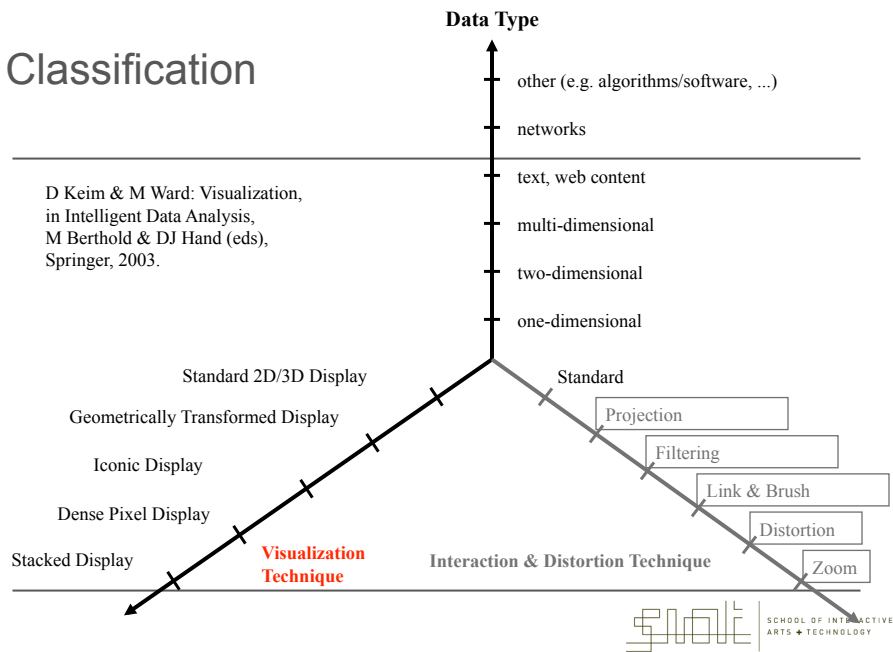 Data Type
Classification
other (e.g. algorithms/software, ...)
networks
text, web content
D Keim & M Ward: Visualization,
in Intelligent Data Analysis,
M Berthold & DJ Hand (eds),
Springer, 2003.
multi-dimensional
two-dimensional
one-dimensional
Standard 2D/3D Display
Geometrically Transformed Display
Iconic Display
Dense Pixel Display
Stacked Display
Visualization
Technique
Standard
Projection
Filtering
Link & Brush
Distortion
Zoom
Interaction & Distortion Technique
siat
SCHOOL OF INTERACTIVE
ARTS + TECHNOLOGY